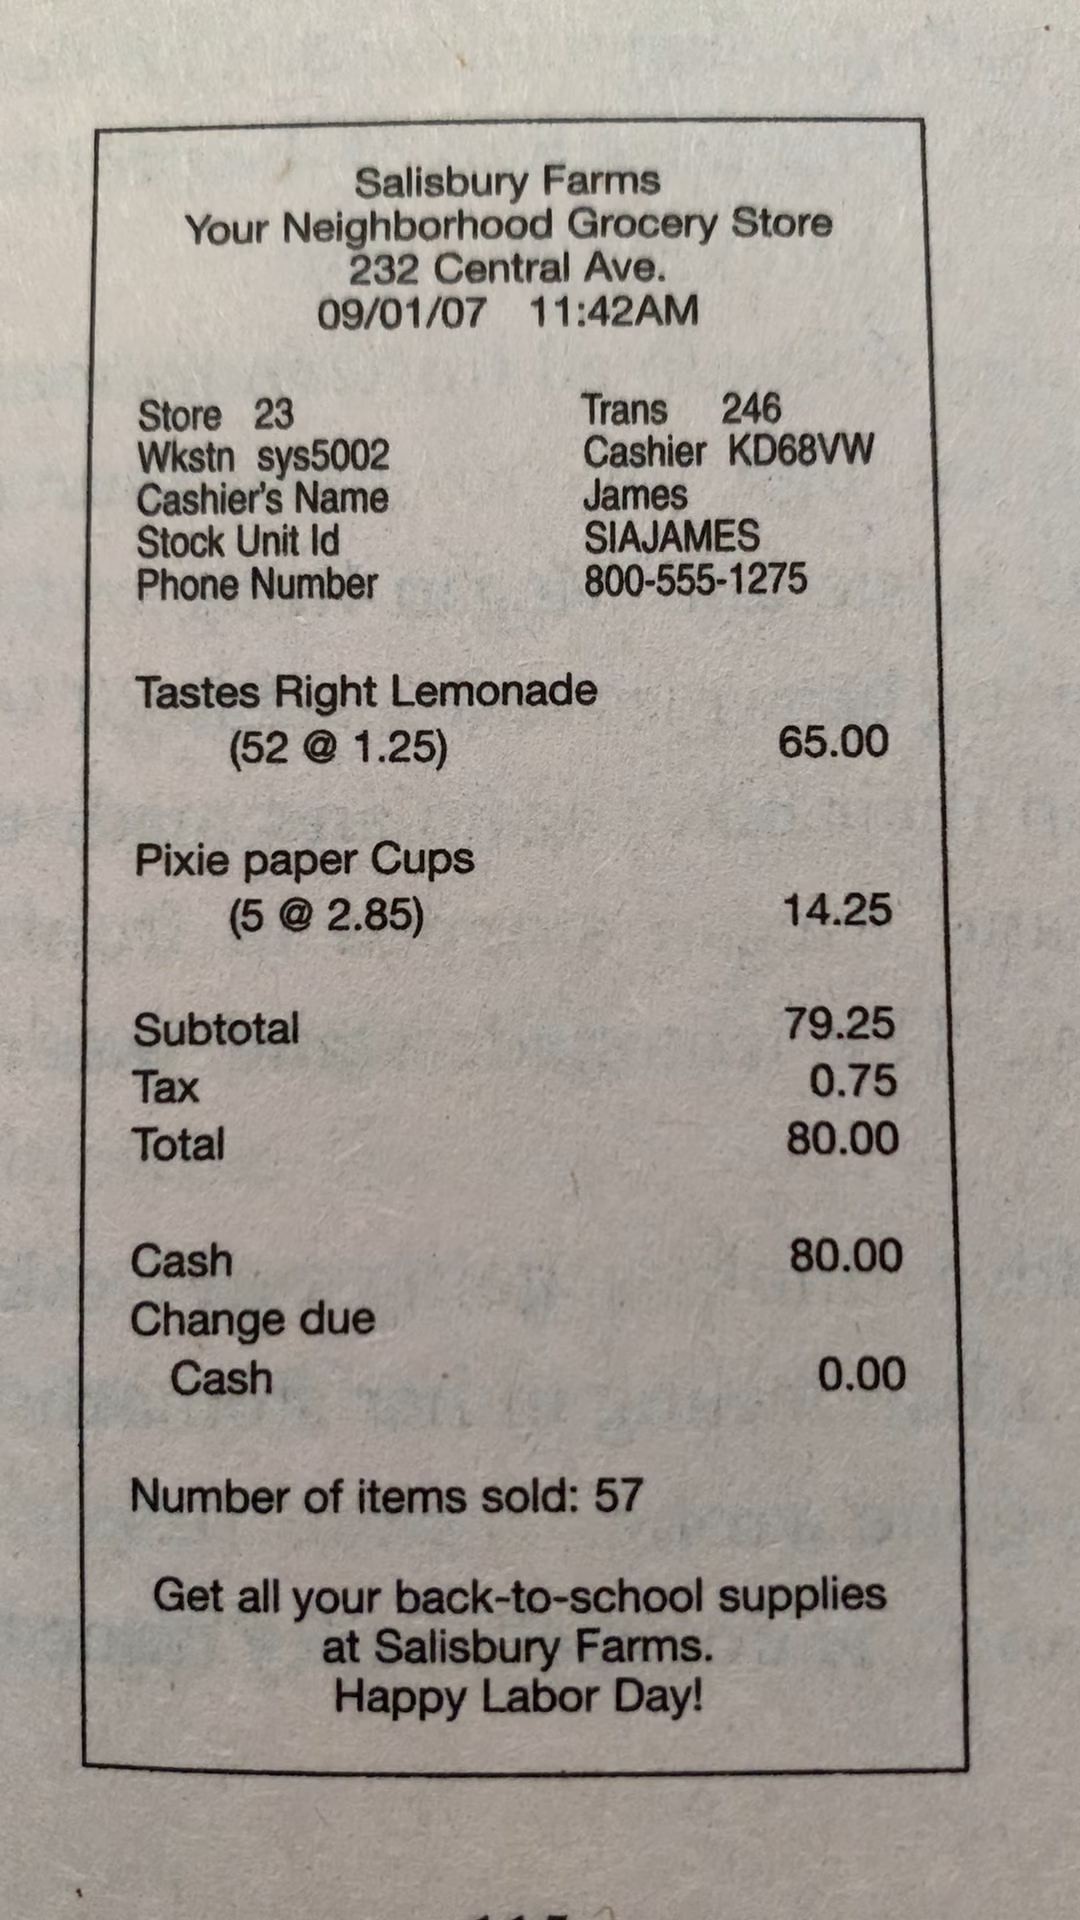 Salisbury Farms
Your Neighborhood Grocery Store
232 Central Ave.
09/01/07 11:42AM
Store 23 Trans 246
Wkstn sys5002 Cashier KD68VW
Cashier's Name James
Stock Unit Id SIAJAMES
Phone Number 800-555-1275
Tastes Right Lemonade
(52 @ 1.25) 65.00
Pixie paper Cups
(5 @ 2.85) 14.25
Subtotal 79.25
Tax 0.75
Total 80.00
Cash 80.00
Change due
Cash 0.00
Number of items sold: 57
Get all your back-to-school supplies
at Salisbury Farms.
Happy Labor Day!